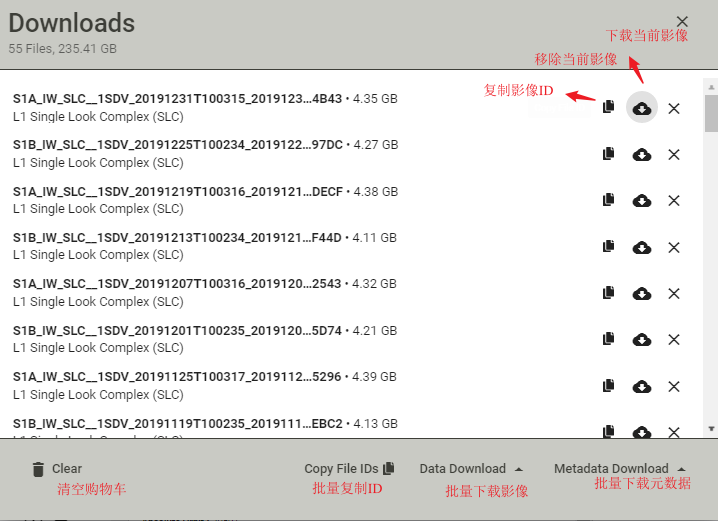 Downloads
55 Files, 235.41 GB
下载当前影像
移除当前影像
复制影像ID
S1A_IW_SLC__1SDV_20191231T100315_2019123...4B43 • 4.35 GB
L1 Single Look Complex (SLC)
S1B_IW_SLC__1SDV_20191225T100234_2019122...97DC • 4.27 GB
L1 Single Look Complex (SLC)
S1A_IW_SLC__1SDV_20191219T100316_2019121...DECF • 4.38 GB
L1 Single Look Complex (SLC)
S1B_IW_SLC__1SDV_20191213T100234_2019121...F44D • 4.11 GB
L1 Single Look Complex (SLC)
S1A_IW_SLC__1SDV_20191207T100316_2019120...2543 • 4.32 GB
L1 Single Look Complex (SLC)
S1B_IW_SLC__1SDV_20191201T100235_2019120...5D74 • 4.21 GB
L1 Single Look Complex (SLC)
S1A_IW_SLC__1SDV_20191125T100317_2019112...5296 • 4.39 GB
L1 Single Look Complex (SLC)
S1B_IW_SLC__1SDV_20191119T100235_2019111...EBC2 • 4.13 GB
L1 Single Look Complex (SLC)
Clear
Copy File IDs
Data Download
Metadata Download
清空购物车
批量复制ID
批量下载影像
批量下载元数据